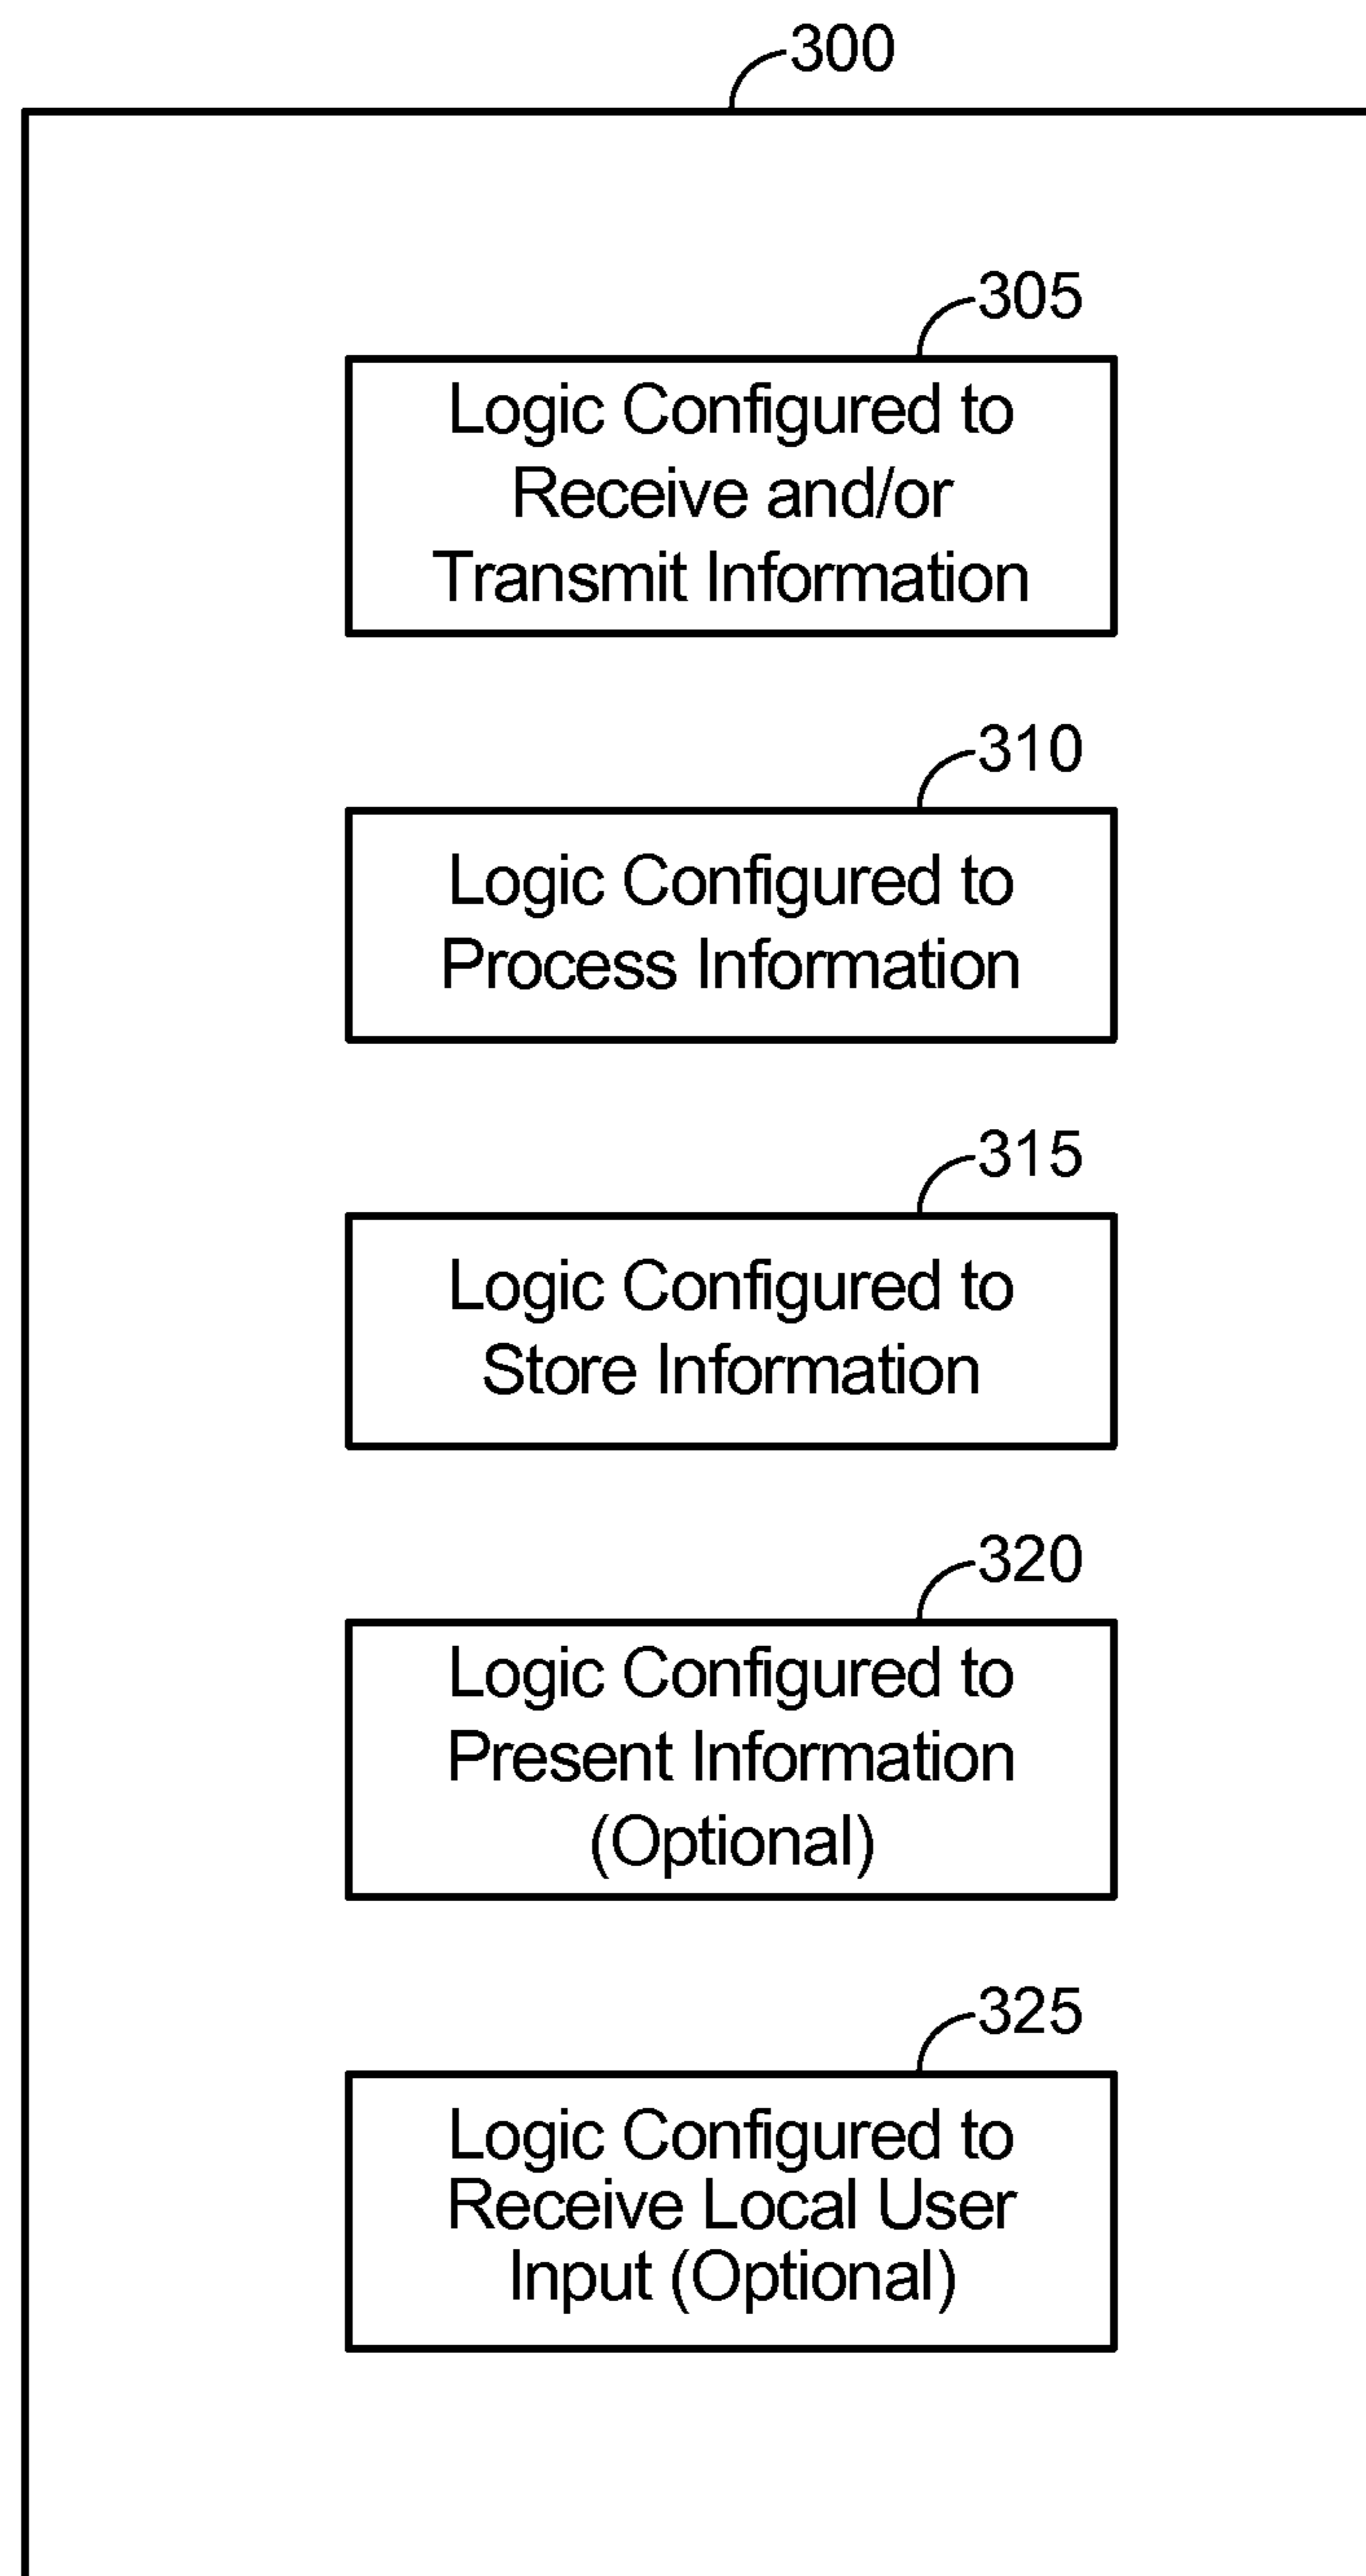 300
305
Logic Configured to
Receive and/or
Transmit Information
310
Logic Configured to
Process Information
315
Logic Configured to
Store Information
320
Logic Configured to
Present Information
(Optional)
325
Logic Configured to
Receive Local User
Input (Optional)